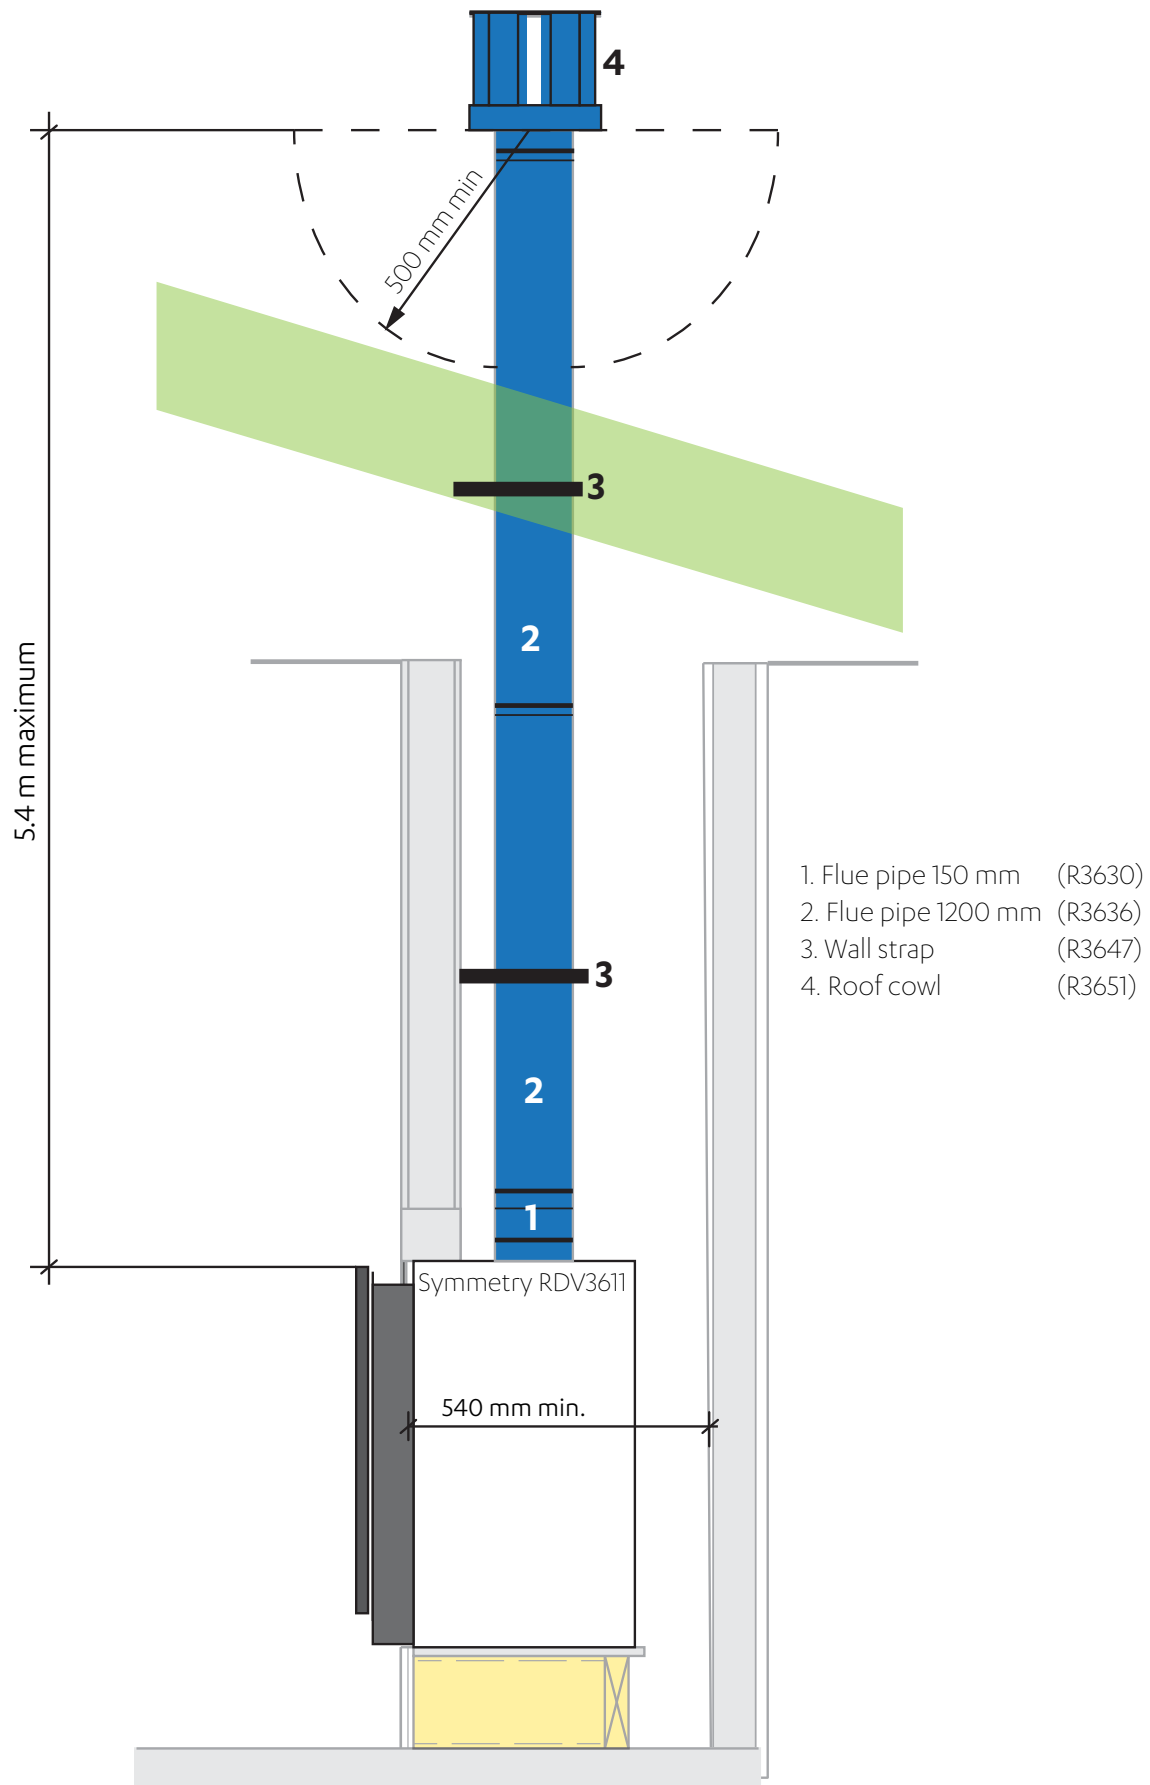 4
500 mm min
3
2
5.4 m maximum
1. Flue pipe 150 mm (R3630)
2. Flue pipe 1200 mm (R3636)
3. Wall strap (R3647)
4. Roof cowl (R3651)
3
2
1
Symmetry RDV3611
540 mm min.